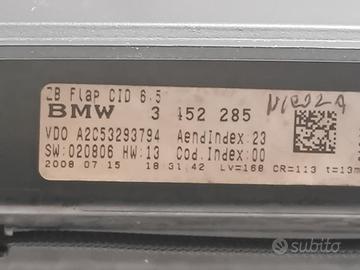 ZB Flap CID 6.5"
BMW 3 452 285
VDO A2C53293794 AendIndex:23
SW:020806 HW:13 Cod.Index:00
2008 07 15 18:31:42 LV=168 CR=113 t=13m
subito